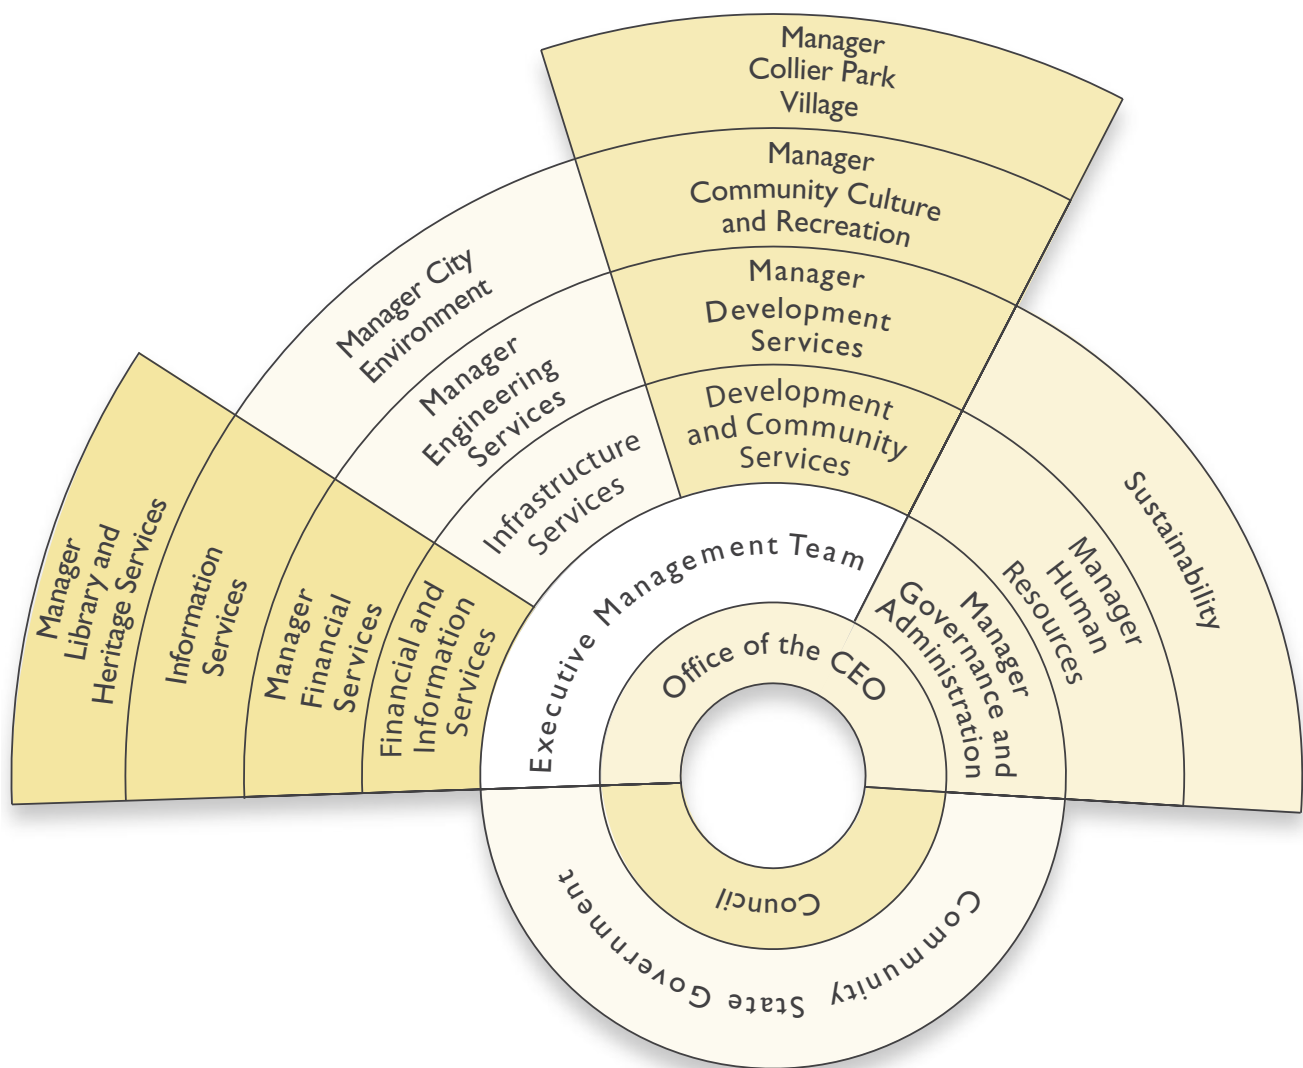 Manager
Collier Park
Village
Manager
Community Culture
and Recreation
Manager
Development
Services
Development
and Community
Services
Manager City
Environment
Manager
Engineering
Services
Infrastructure
Services
Manager
Library and
Heritage Services
Information
Services
Manager
Financial
Services
Financial and
Information
Services
Executive Management Team
Office of the CEO
Manager
Governance and
Administration
Manager
Human
Resources
Sustainability
Council
Community State Government